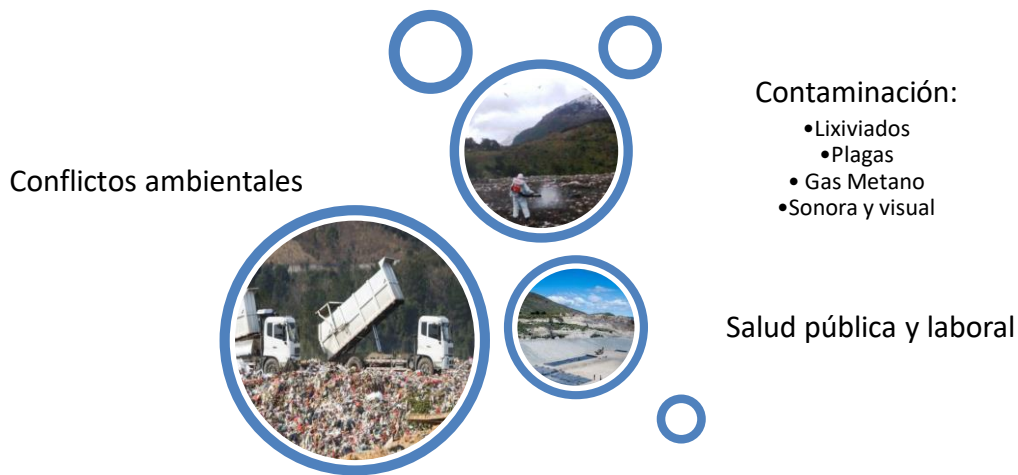 Conflictos ambientales
Contaminación:
•Lixiviados
•Plagas
• Gas Metano
•Sonora y visual
Salud pública y laboral